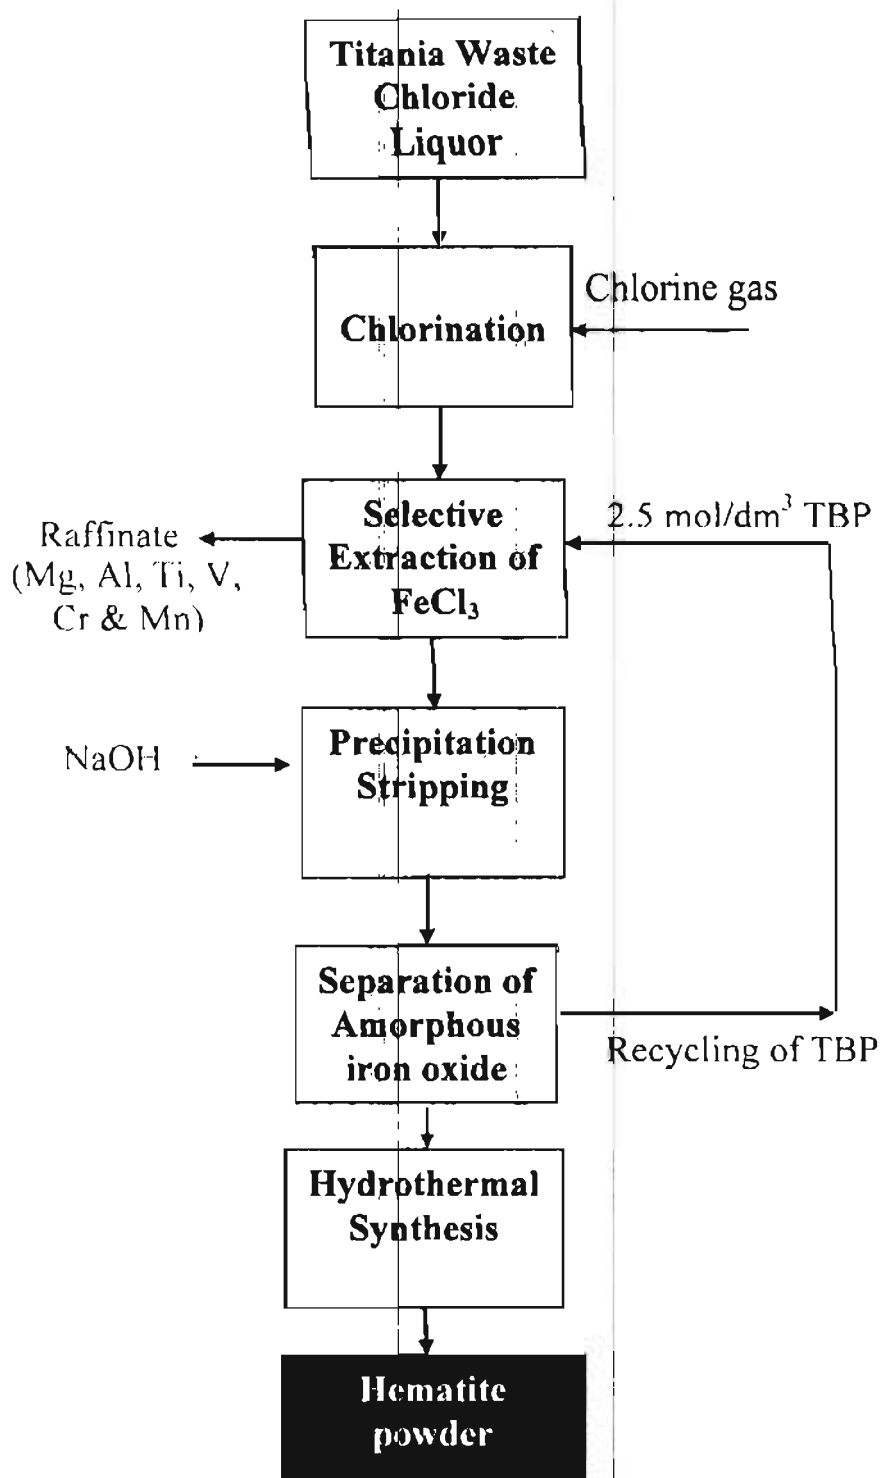 Titania Waste
Chloride
Liquor
Chlorine gas
Chlorination
Selective
Extraction of
FeCl₃
2.5 mol/dm³ TBP
Raffinate
(Mg, Al, Ti, V,
Cr & Mn)
Precipitation
Stripping
NaOH
Separation of
Amorphous
iron oxide
Recycling of TBP
Hydrothermal
Synthesis
Hematite
powder